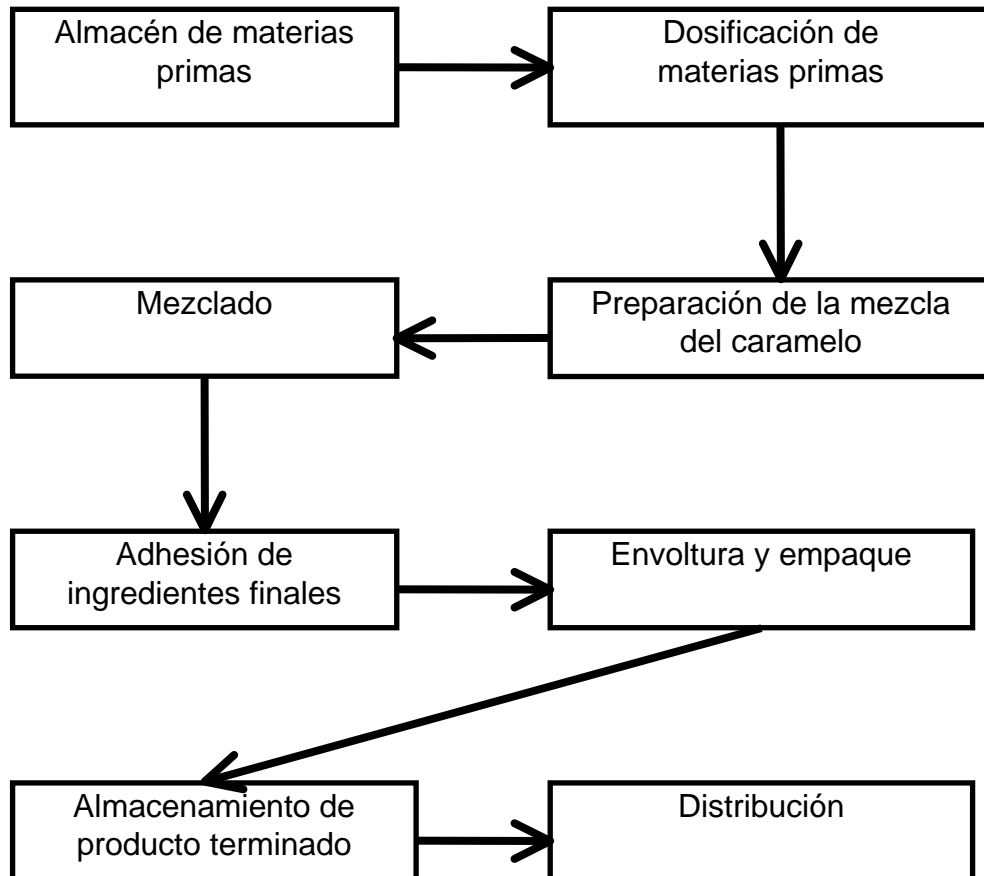 Almacén de materias
primas
Dosificación de
materias primas
Preparación de la mezcla
del caramelo
Mezclado
Adhesión de
ingredientes finales
Envoltura y empaque
Almacenamiento de
producto terminado
Distribución